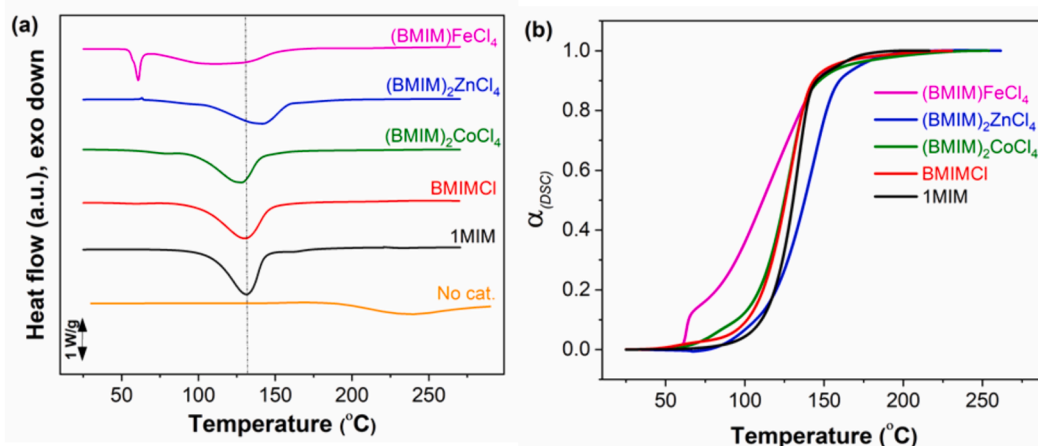 (a)
(BMIM)FeCl₄
(BMIM)₂ZnCl₄
(BMIM)₂CoCl₄
BMIMCl
1MIM
No cat.
Heat flow (a.u.), exo down
1 W/g
50 100 150 200 250
Temperature (°C)
(b)
1.0
0.8
0.6
0.4
0.2
0.0
α(DSC)
(BMIM)FeCl₄
(BMIM)₂ZnCl₄
(BMIM)₂CoCl₄
BMIMCl
1MIM
50 100 150 200 250
Temperature (°C)